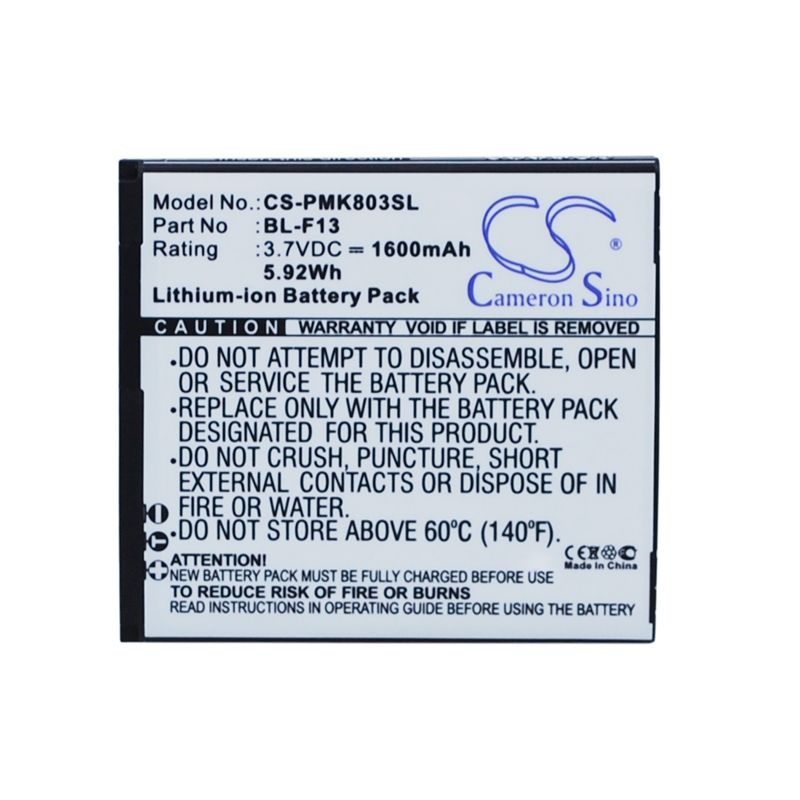 Model No.: CS-PMK803SL
Part No :BL-F13
Rating :3.7VDC ⎓ 1600mAh
5.92Wh
Lithium-ion Battery Pack
CS ®
Cameron Sino
CAUTION WARRANTY VOID IF LABEL IS REMOVED
•DO NOT ATTEMPT TO DISASSEMBLE, OPEN
OR SERVICE THE BATTERY PACK.
•REPLACE ONLY WITH THE BATTERY PACK
DESIGNATED FOR THIS PRODUCT.
•DO NOT CRUSH, PUNCTURE, SHORT
EXTERNAL CONTACTS OR DISPOSE OF IN
FIRE OR WATER.
•DO NOT STORE ABOVE 60°C (140°F).
CE
Made In China
ATTENTION!
NEW BATTERY PACK MUST BE FULLY CHARGED BEFORE USE
TO REDUCE RISK OF FIRE OR BURNS
READ INSTRUCTIONS IN OPERATING GUIDE BEFORE USING THE BATTERY